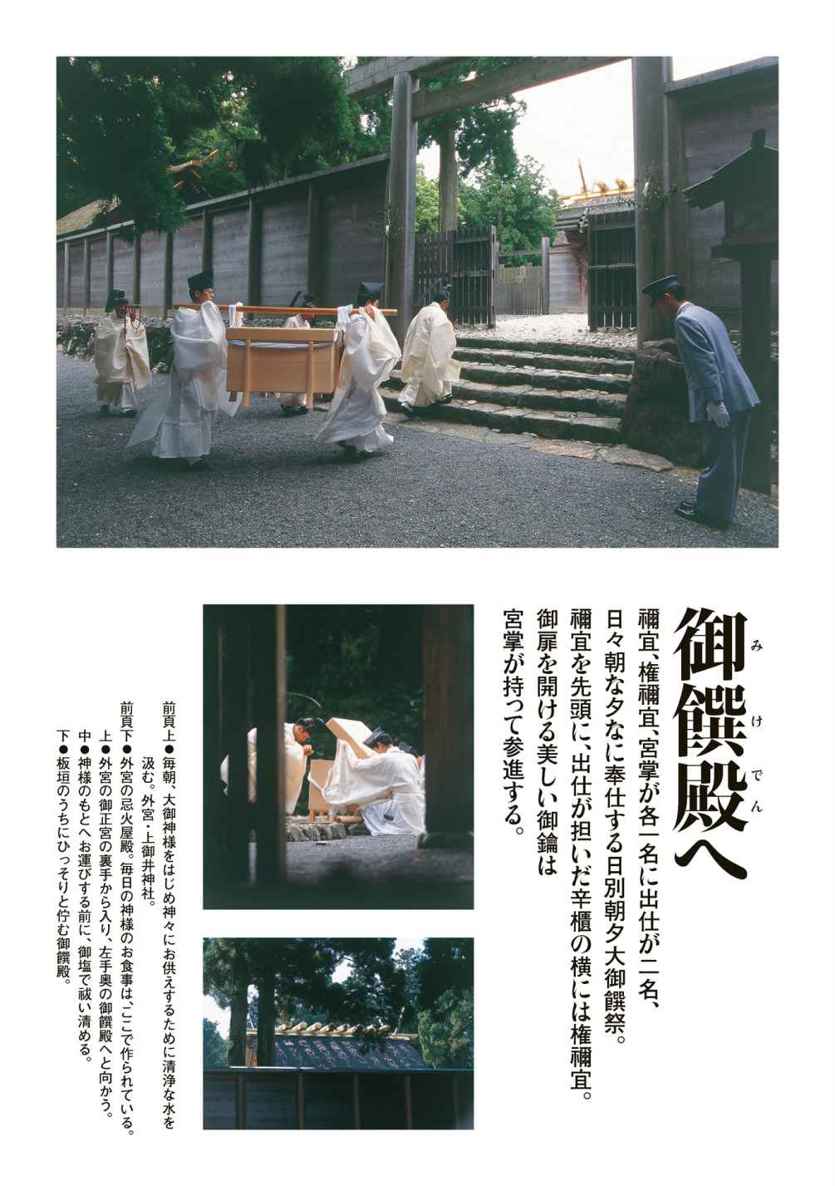 御饌殿へ
みけでん
禰宜、権禰宜、宮掌が各一名に出仕が二名、
日々朝な夕なに奉仕する日別朝夕大御饌祭。
禰宜を先頭に、出仕が担いだ辛櫃の横には権禰宜。
御扉を開ける美しい御鑰は
宮掌が持って参進する。
前頁上●毎朝、大御神様をはじめ神々にお供えするために清浄な水を
汲む。外宮・上御井神社。
前頁下●外宮の忌火屋殿。毎日の神様のお食事は、ここで作られている。
上●外宮の御正宮の裏手から入り、左手奥の御饌殿へと向かう。
中●神様のもとへお運びする前に、御塩で祓い清める。
下●板垣のうちにひっそりと佇む御饌殿。